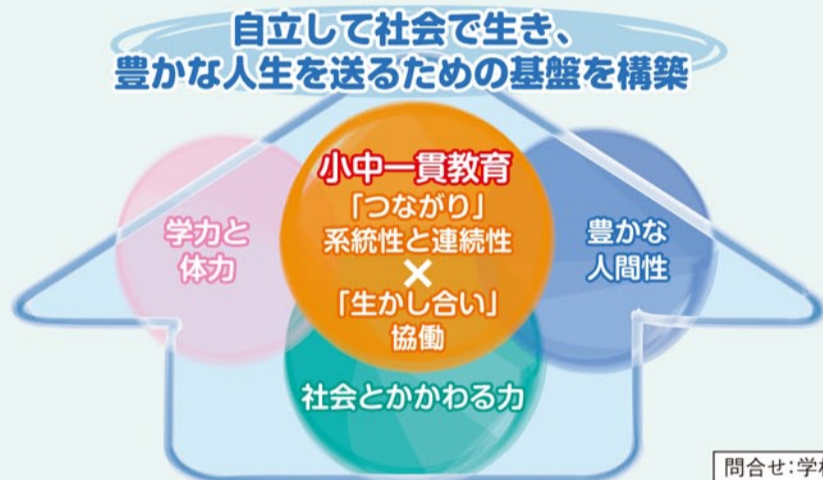 自立して社会で生き、
豊かな人生を送るための基盤を構築
小中一貫教育
「つながり」
系統性と連続性
×
「生かし合い」
協働
学力と
体力
豊かな
人間性
社会とかかわる力
問合せ:学